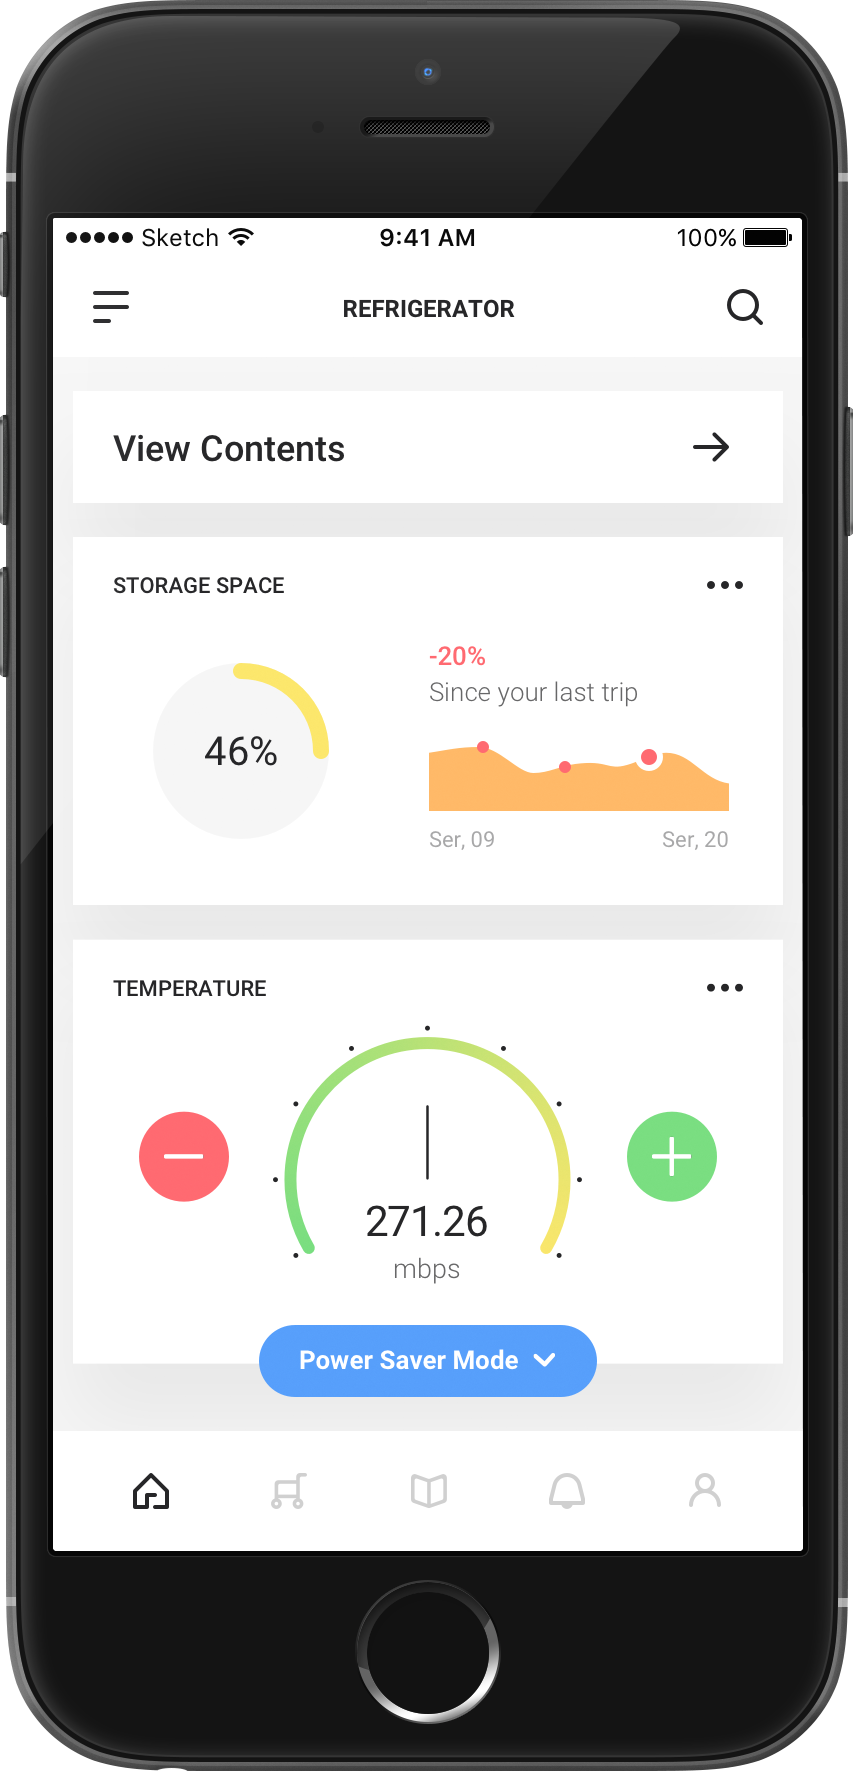 Sketch 9:41 AM 100%
REFRIGERATOR
View Contents
STORAGE SPACE
46%
-20%
Since your last trip
Ser, 09 Ser, 20
TEMPERATURE
271.26
mbps
Power Saver Mode